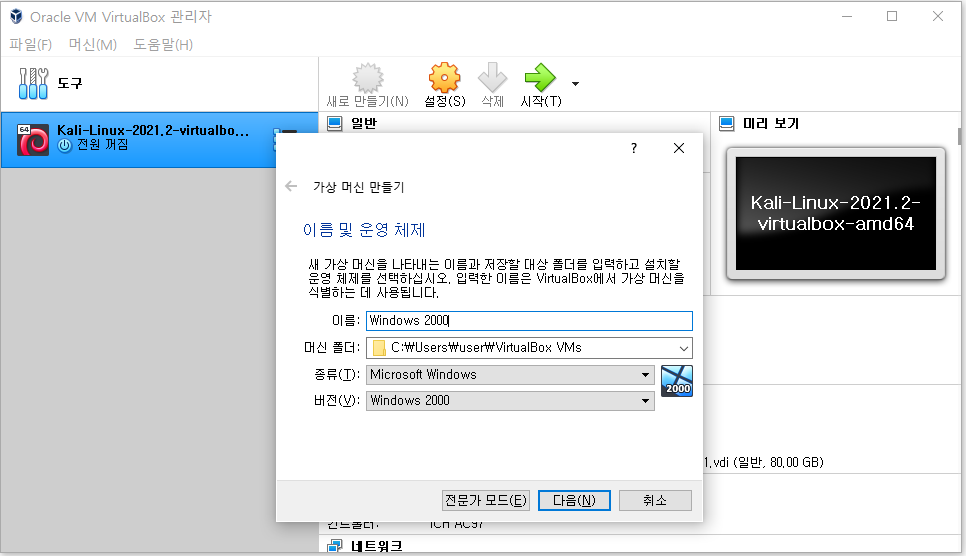 Oracle VM VirtualBox 관리자
파일(F) 머신(M) 도움말(H)
도구
새로 만들기(N) 설정(S) 삭제 시작(T)
64
Kali-Linux-2021.2-virtualbo...
전원 꺼짐
일반
미리 보기
Kali-Linux-2021.2-
virtualbox-amd64
?
가상 머신 만들기
이름 및 운영 체제
새 가상 머신을 나타내는 이름과 저장할 대상 폴더를 입력하고 설치할
운영 체제를 선택하십시오. 입력한 이름은 VirtualBox에서 가상 머신을
식별하는 데 사용됩니다.
이름: Windows 2000
머신 폴더: C:₩Users₩user₩VirtualBox VMs
종류(T): Microsoft Windows
2000
버전(V): Windows 2000
1.vdi (일반, 80.00 GB)
전문가 모드(E) 다음(N) 취소
컨트롤러: ICH AC97
네트워크